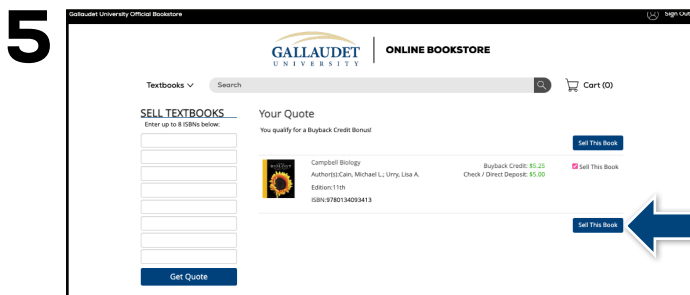 5
Gallaudet University Official Bookstore
Sign Out
GALLAUDET
UNIVERSITY
ONLINE BOOKSTORE
Textbooks
Search
Cart (0)
SELL TEXTBOOKS
Enter up to 8 ISBNs below:
Get Quote
Your Quote
You qualify for a Buyback Credit Bonus!
Sell This Book
Campbell Biology
Author(s):Cain, Michael L.; Urry, Lisa A.
Edition:11th
ISBN:9780134093413
Buyback Credit: $5.25
Check / Direct Deposit: $5.00
Sell This Book
Sell This Book